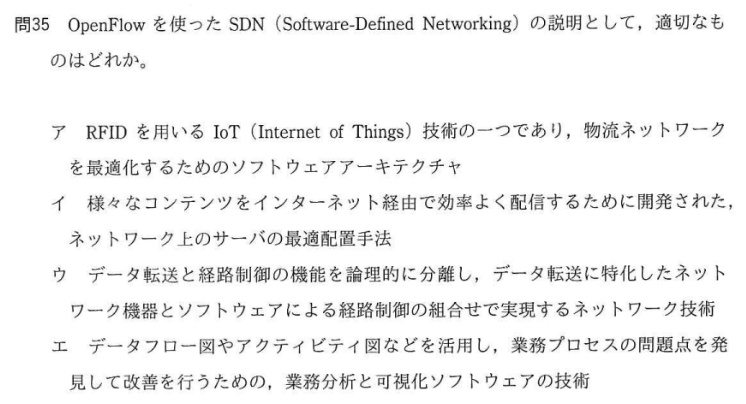 問35 OpenFlow を使った SDN（Software-Defined Networking）の説明として，適切なも
のはどれか。
ア RFID を用いる IoT（Internet of Things）技術の一つであり，物流ネットワーク
を最適化するためのソフトウェアアーキテクチャ
イ 様々なコンテンツをインターネット経由で効率よく配信するために開発された，
ネットワーク上のサーバの最適配置手法
ウ データ転送と経路制御の機能を論理的に分離し，データ転送に特化したネット
ワーク機器とソフトウェアによる経路制御の組合せで実現するネットワーク技術
エ データフロー図やアクティビティ図などを活用し，業務プロセスの問題点を発
見して改善を行うための，業務分析と可視化ソフトウェアの技術